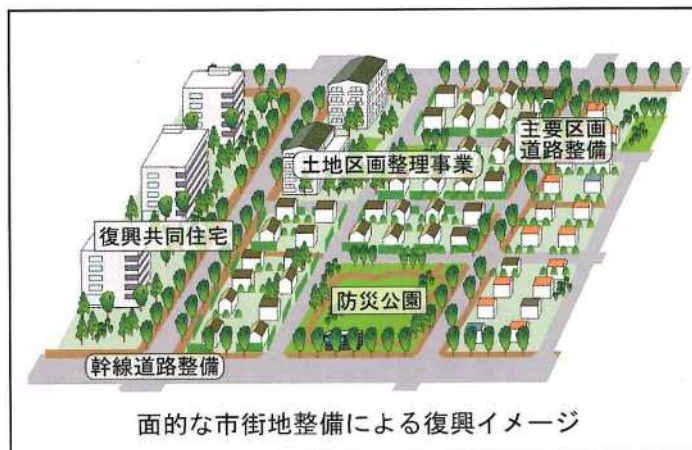 主要区画
道路整備
土地区画整理事業
復興共同住宅
防災公園
幹線道路整備
面的な市街地整備による復興イメージ